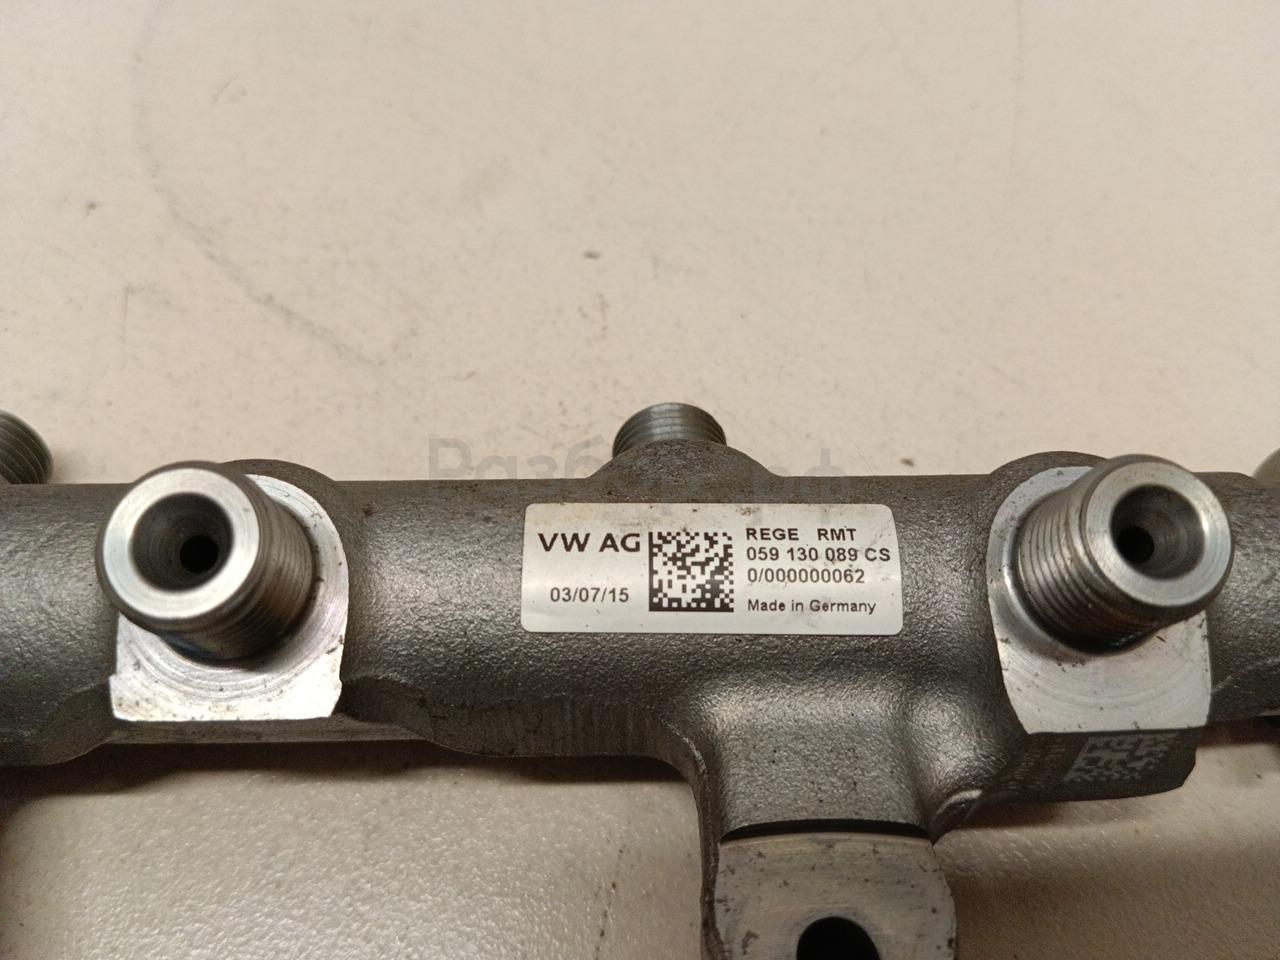 VW AG
03/07/15
REGE RMT
059 130 089 CS
0/000000062
Made in Germany